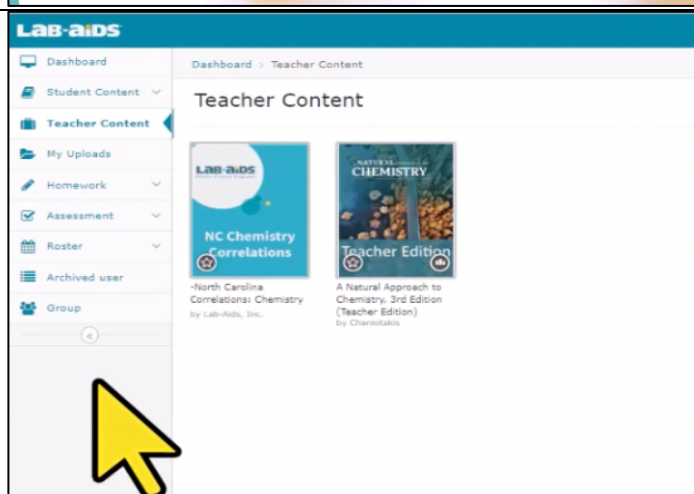 LAB-AIDS
Dashboard
Student Content
Teacher Content
My Uploads
Homework
Assessment
Roster
Archived user
Group
Dashboard > Teacher Content
Teacher Content
LAB-AIDS
NC Chemistry
Correlations
-North Carolina
Correlations: Chemistry
by Lab-Aids, Inc.
NATURAL
CHEMISTRY
Teacher Edition
A Natural Approach to
Chemistry, 3rd Edition
(Teacher Edition)
by Chaniotakis